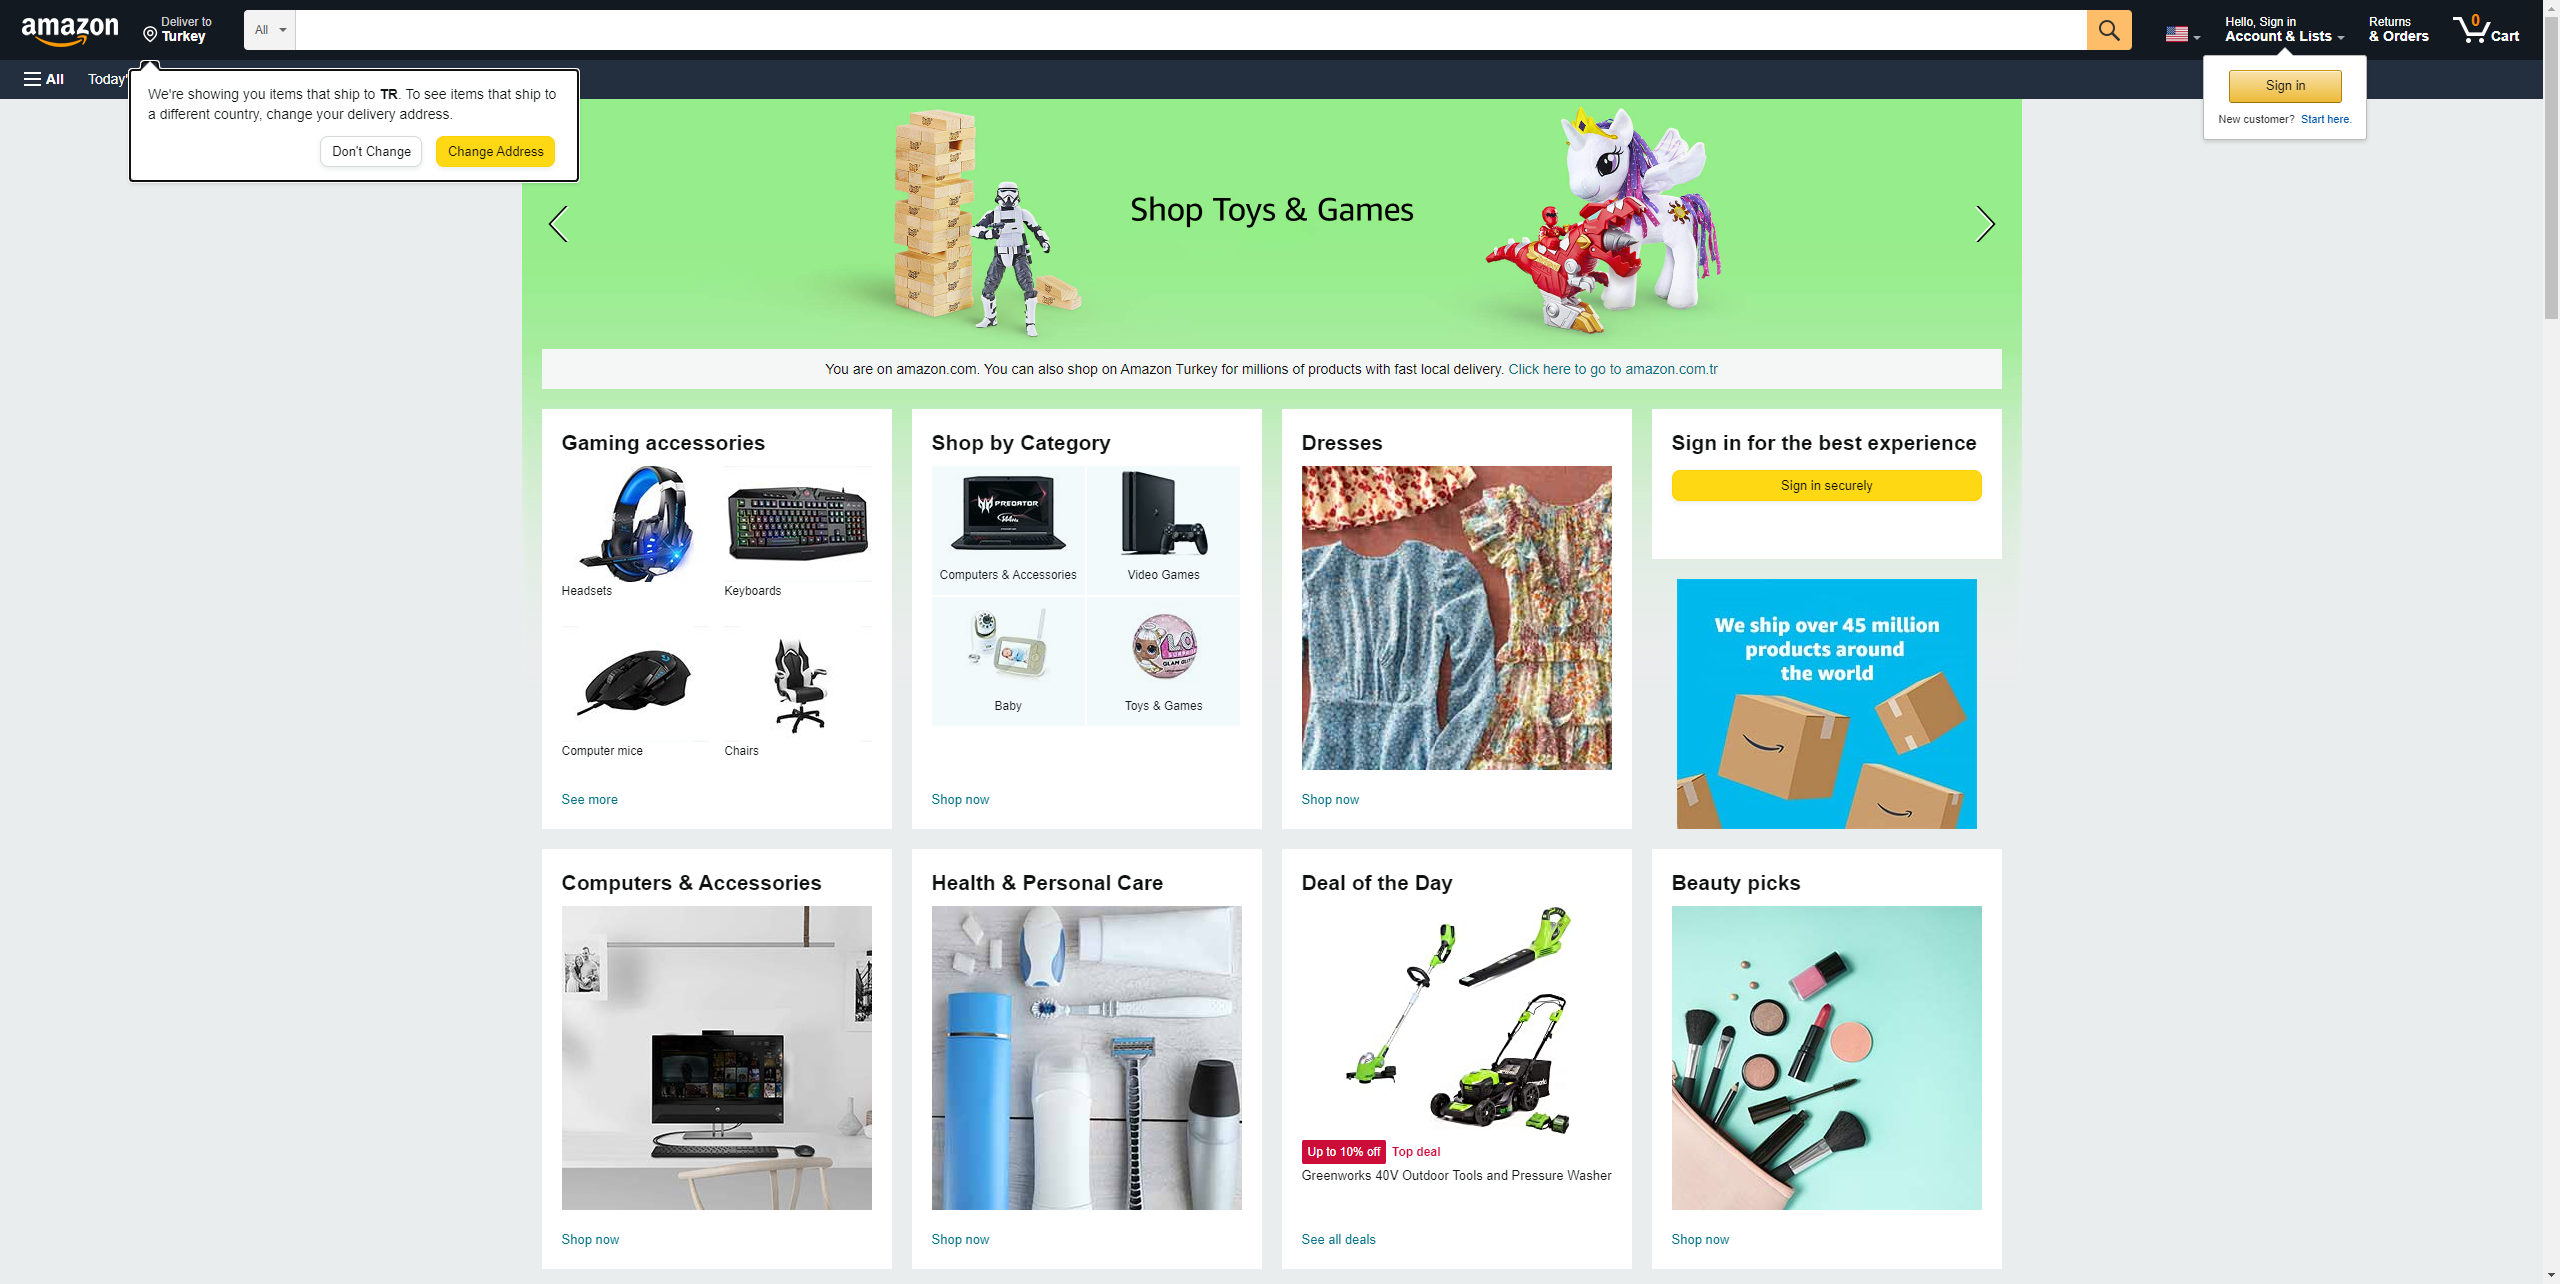 amazon
Deliver to
Turkey
All
Hello, Sign in
Account & Lists
Returns
& Orders
0
Cart
All
Today'
We're showing you items that ship to TR. To see items that ship to
a different country, change your delivery address.
Don't Change
Change Address
Sign in
New customer? Start here.
Shop Toys & Games
You are on amazon.com. You can also shop on Amazon Turkey for millions of products with fast local delivery. Click here to go to amazon.com.tr
Gaming accessories
Headsets
Keyboards
Computer mice
Chairs
See more
Shop by Category
PREDATOR
Computers & Accessories
Video Games
Baby
L.O.
SURPRISE
GLAM GLITTER
Toys & Games
Shop now
Dresses
Shop now
Sign in for the best experience
Sign in securely
We ship over 45 million
products around
the world
Computers & Accessories
Shop now
Health & Personal Care
Shop now
Deal of the Day
Up to 10% off
Top deal
Greenworks 40V Outdoor Tools and Pressure Washer
See all deals
Beauty picks
Shop now